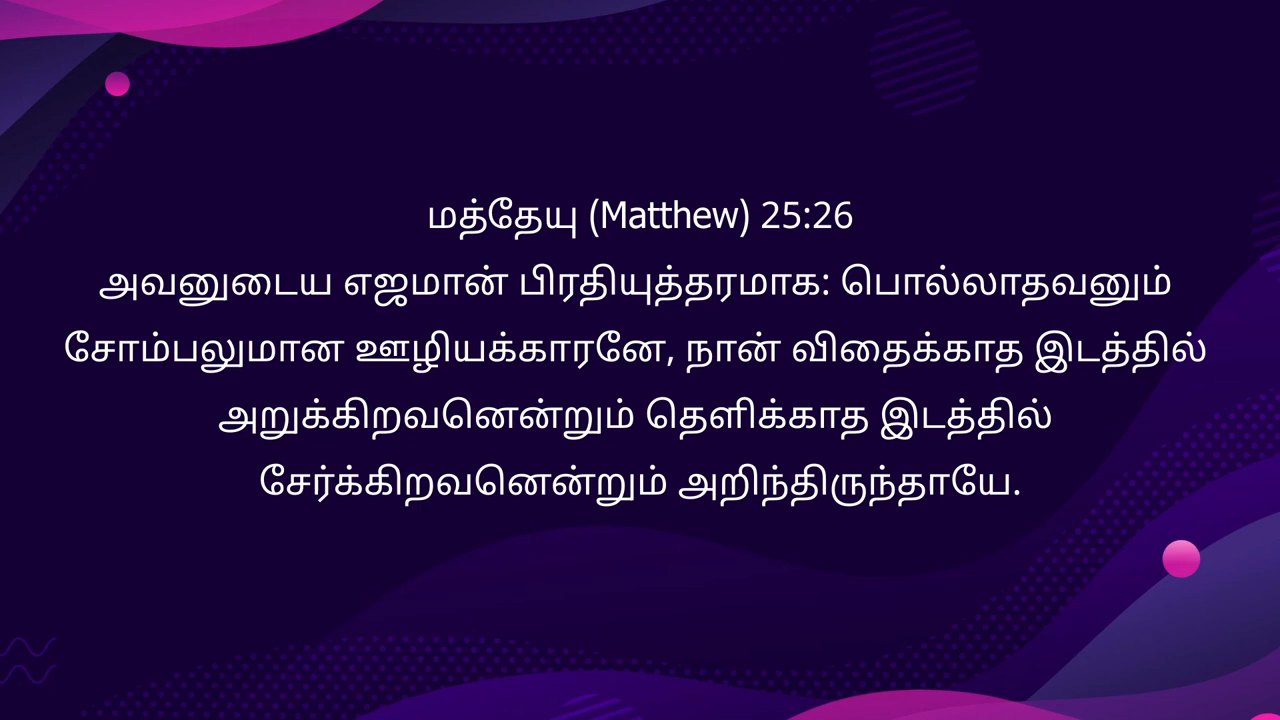 மத்தேயு (Matthew) 25:26
அவனுடைய எஜமான் பிரதியுத்தரமாக: பொல்லாதவனும்
சோம்பலுமான ஊழியக்காரனே, நான் விதைக்காத இடத்தில்
அறுக்கிறவனென்றும் தெளிக்காத இடத்தில்
சேர்க்கிறவனென்றும் அறிந்திருந்தாயே.